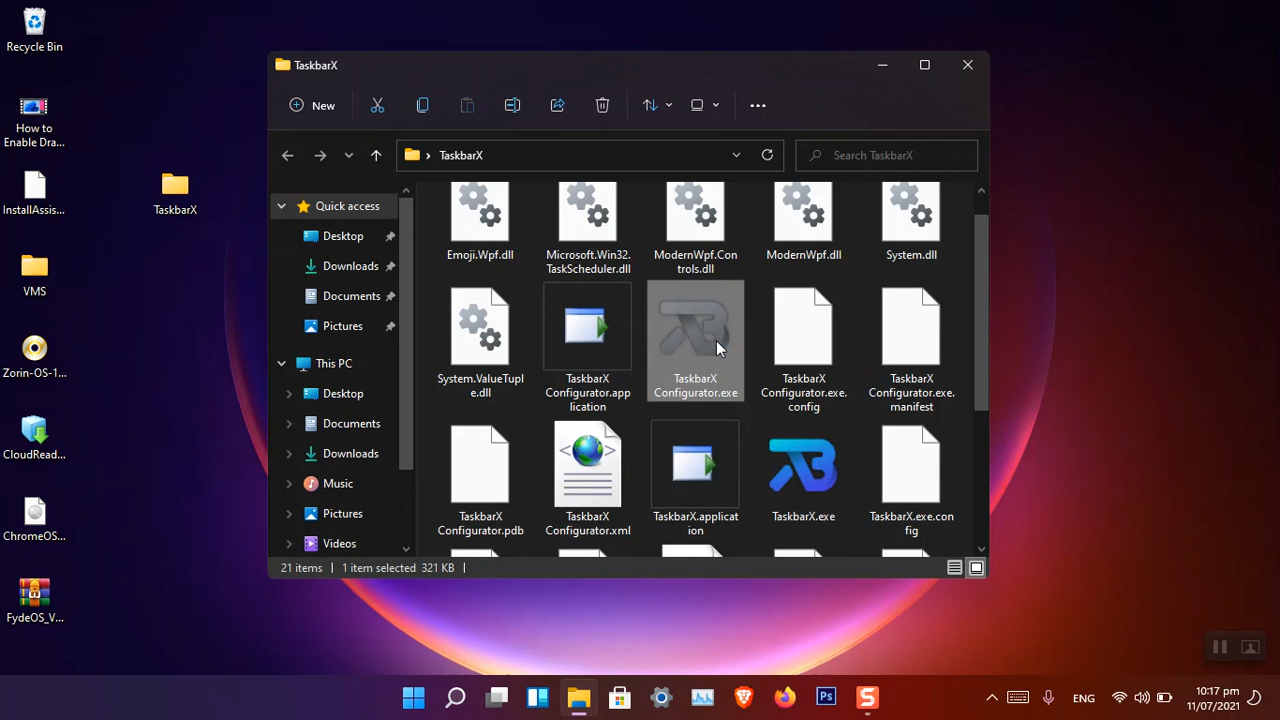 Recycle Bin
How to
Enable Dra...
InstallAssis...
TaskbarX
VMS
Zorin-OS-1...
CloudRead...
ChromeOS...
FydeOS_V...
TaskbarX
New
TaskbarX
Search TaskbarX
Quick access
Desktop
Downloads
Documents
Pictures
This PC
Desktop
Documents
Downloads
Music
Pictures
Videos
Emoji.Wpf.dll
Microsoft.Win32.
TaskScheduler.dll
ModernWpf.Con
trols.dll
ModernWpf.dll
System.dll
System.ValueTupl
e.dll
TaskbarX
Configurator.app
lication
TaskbarX
Configurator.exe
TaskbarX
Configurator.exe.
config
TaskbarX
Configurator.exe.
manifest
TaskbarX
Configurator.pdb
TaskbarX
Configurator.xml
TaskbarX.applicat
ion
TaskbarX.exe
TaskbarX.exe.con
fig
21 items
1 item selected 321 KB
Ps
S
ENG
10:17 pm
11/07/2021